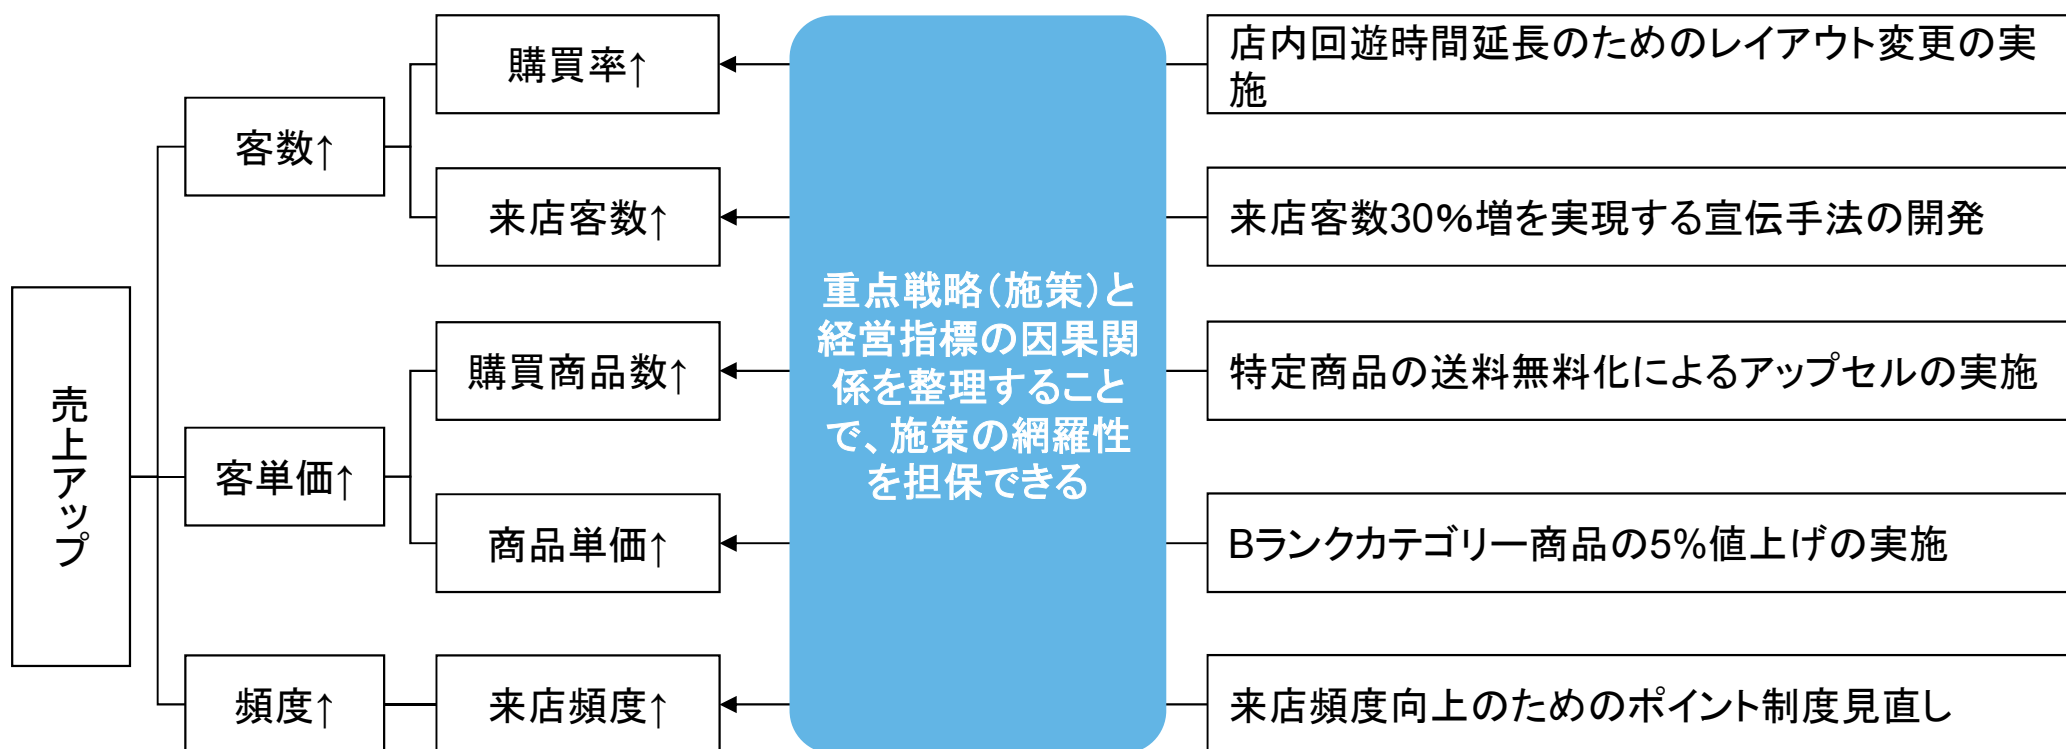 売上アップ
客数↑
客単価↑
頻度↑
購買率↑
来店客数↑
購買商品数↑
商品単価↑
来店頻度↑
重点戦略(施策)と
経営指標の因果関
係を整理すること
で、施策の網羅性
を担保できる
店内回遊時間延長のためのレイアウト変更の実
施
来店客数30%増を実現する宣伝手法の開発
特定商品の送料無料化によるアップセルの実施
Bランクカテゴリー商品の5%値上げの実施
来店頻度向上のためのポイント制度見直し